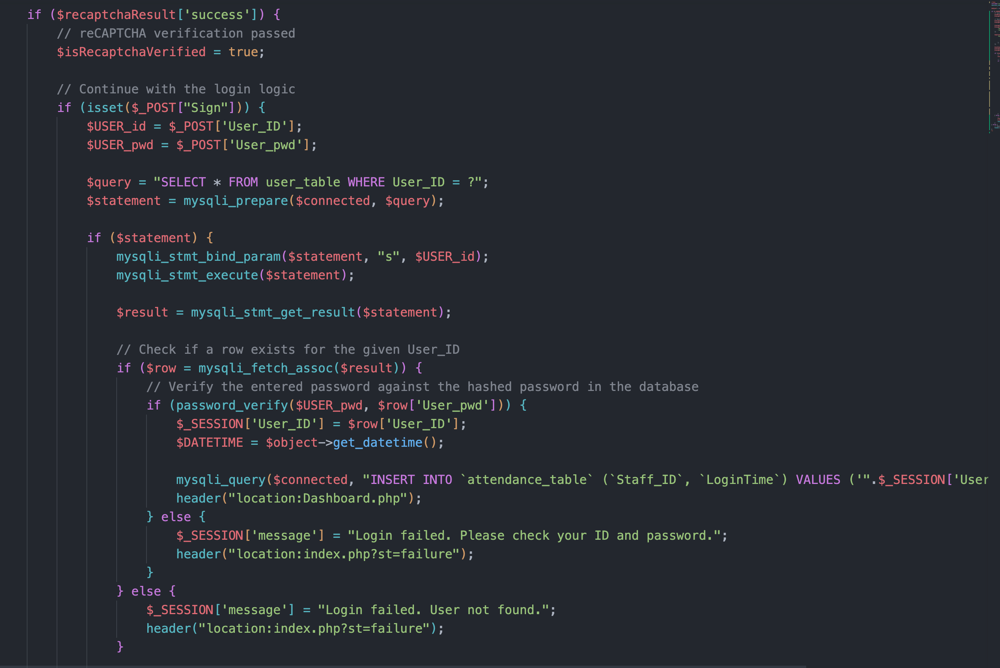 if ($recaptchaResult['success']) {
// reCAPTCHA verification passed
$isRecaptchaVerified = true;
// Continue with the login logic
if (isset($_POST["Sign"])) {
$USER_id = $_POST['User_ID'];
$USER_pwd = $_POST['User_pwd'];
$query = "SELECT * FROM user_table WHERE User_ID = ?";
$statement = mysqli_prepare($connected, $query);
if ($statement) {
mysqli_stmt_bind_param($statement, "s", $USER_id);
mysqli_stmt_execute($statement);
$result = mysqli_stmt_get_result($statement);
// Check if a row exists for the given User_ID
if ($row = mysqli_fetch_assoc($result)) {
// Verify the entered password against the hashed password in the database
if (password_verify($USER_pwd, $row['User_pwd'])) {
$_SESSION['User_ID'] = $row['User_ID'];
$DATETIME = $object->get_datetime();
mysqli_query($connected, "INSERT INTO `attendance_table` (`Staff_ID`, `LoginTime`) VALUES ('".$_SESSION['User
header("location:Dashboard.php");
} else {
$_SESSION['message'] = "Login failed. Please check your ID and password.";
header("location:index.php?st=failure");
}
} else {
$_SESSION['message'] = "Login failed. User not found.";
header("location:index.php?st=failure");
}